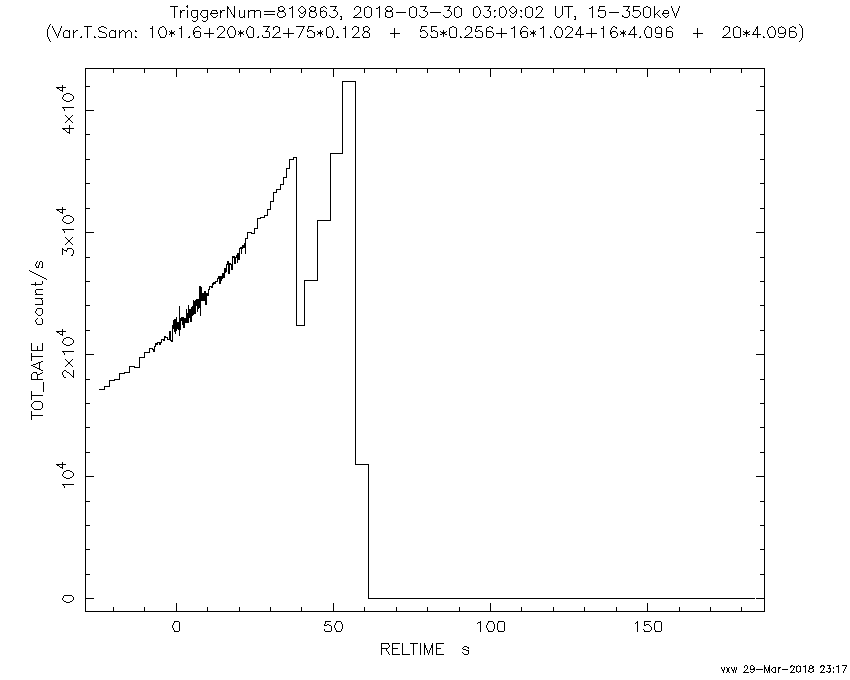 TriggerNum=819863, 2018-03-30 03:09:02 UT, 15-350keV
(Var.T.Sam: 10*1.6+20*0.32+75*0.128 + 55*0.256+16*1.024+16*4.096 + 20*4.096)
4×10⁴
3×10⁴
2×10⁴
10⁴
0
TOT_RATE count/s
0 50 100 150
RELTIME s
vxw 29-Mar-2018 23:17